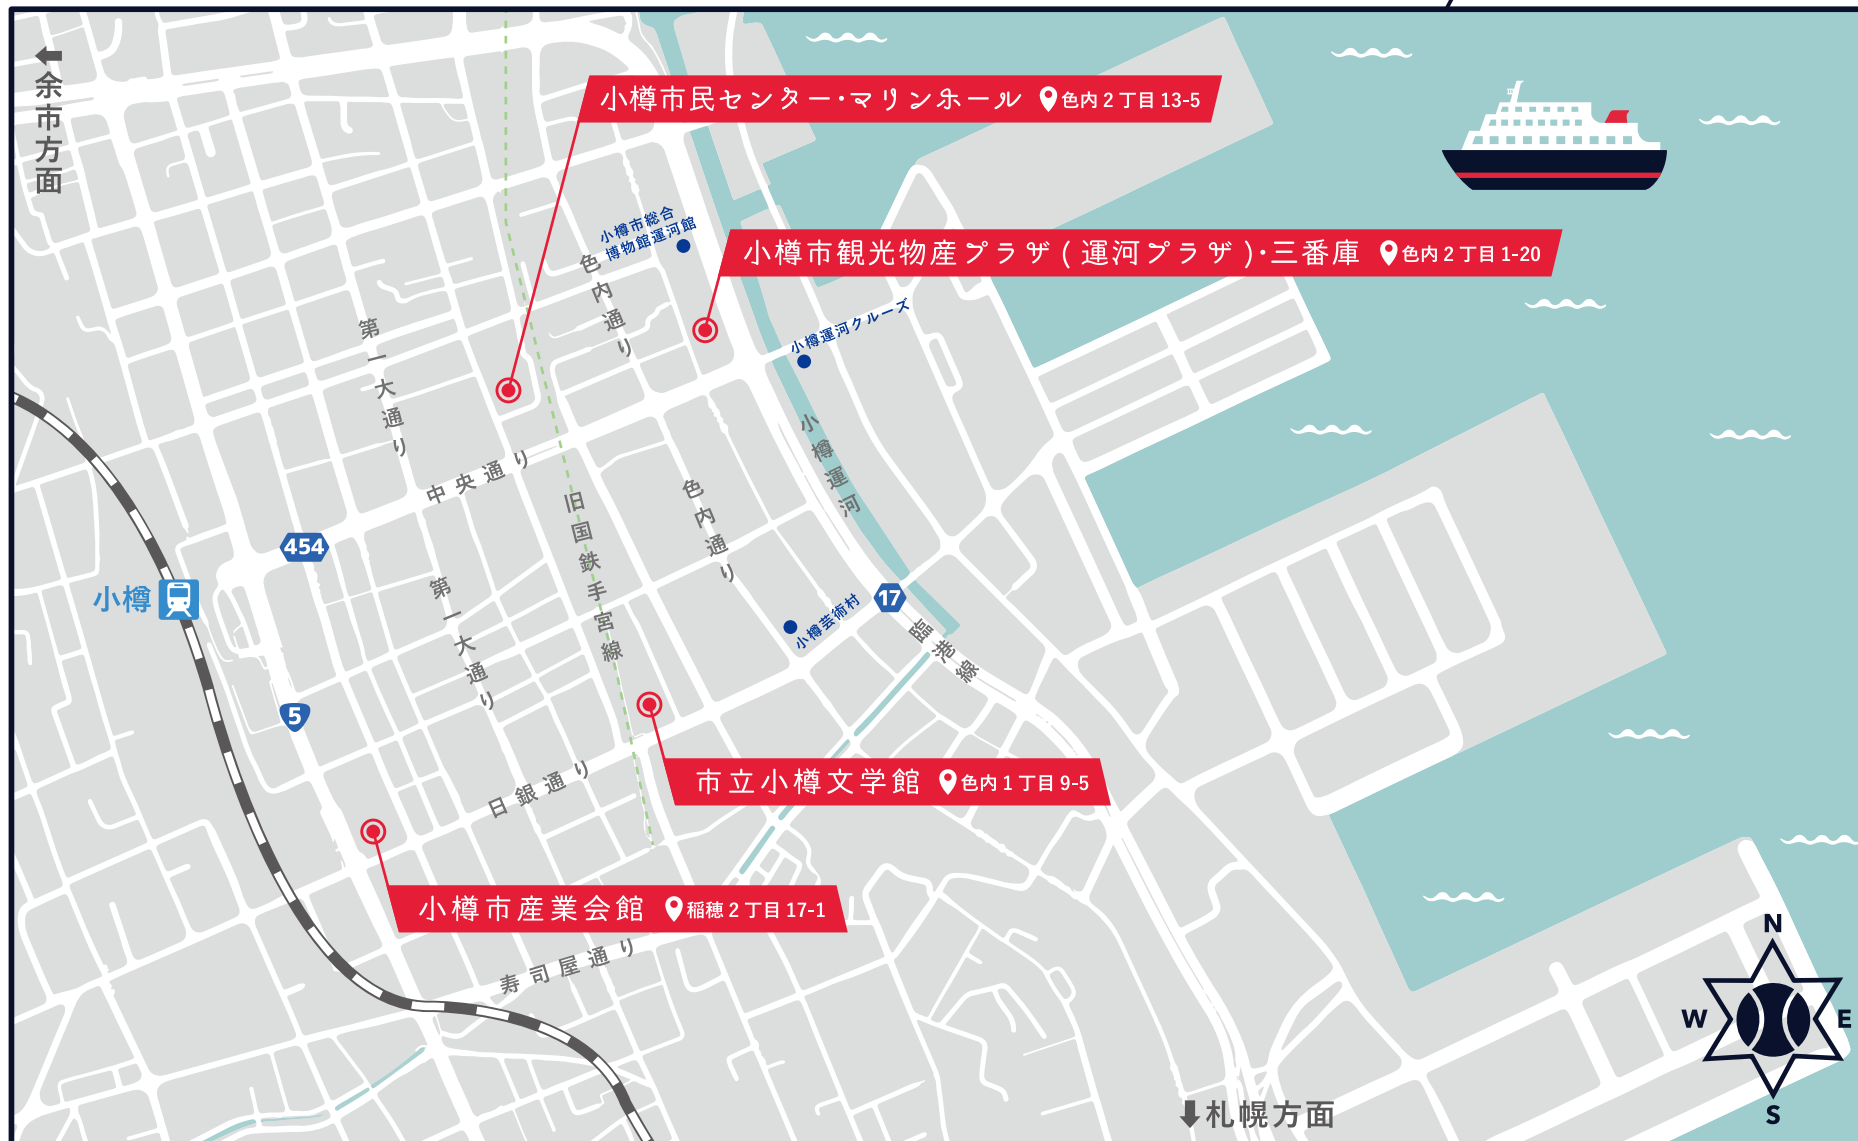 余市方面
小樽市民センター・マリンホール 色内2丁目13-5
小樽市総合
博物館運河館
小樽市観光物産プラザ(運河プラザ)・三番庫 色内2丁目1-20
色内通り
小樽運河クルーズ
第一大通り
小樽運河
中央通り
旧国鉄手宮線
色内通り
454
小樽
第一大通り
17
小樽芸術村
臨港線
5
市立小樽文学館 色内1丁目9-5
日銀通り
小樽市産業会館 稲穂2丁目17-1
寿司屋通り
N
W
E
S
札幌方面